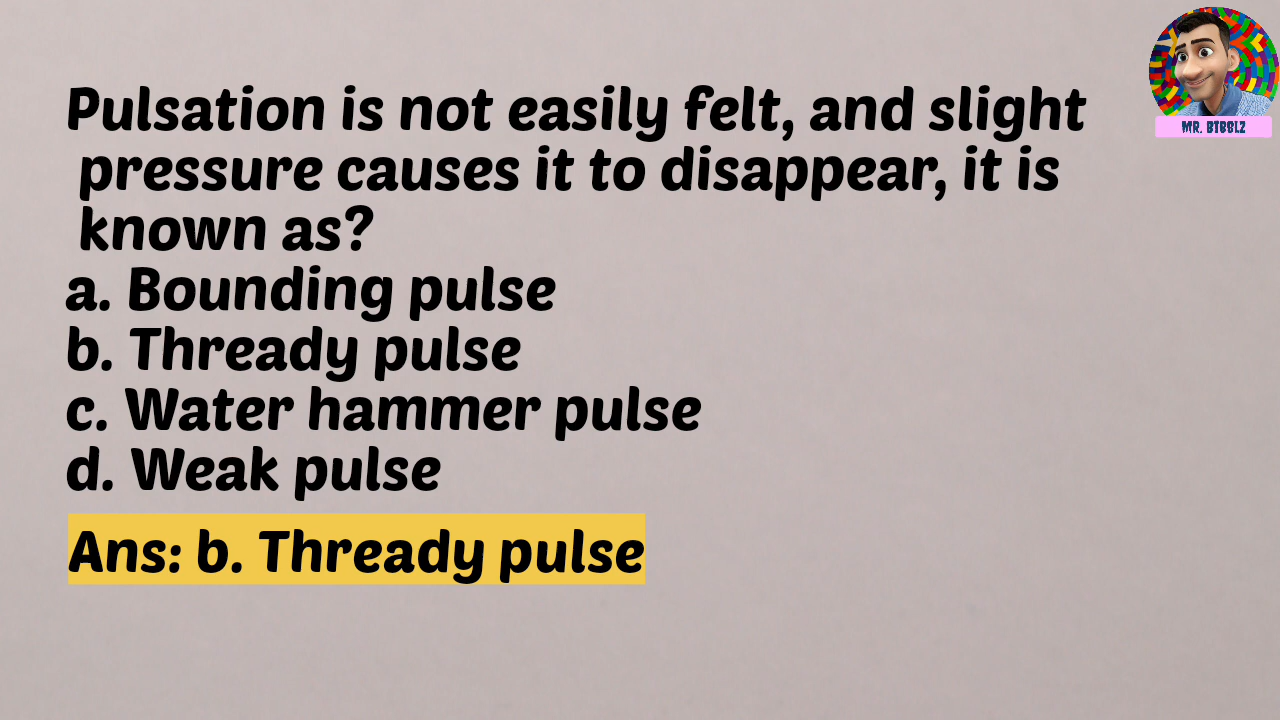 MR. BIBBLZ
Pulsation is not easily felt, and slight
pressure causes it to disappear, it is
known as?
a. Bounding pulse
b. Thready pulse
c. Water hammer pulse
d. Weak pulse
Ans: b. Thready pulse